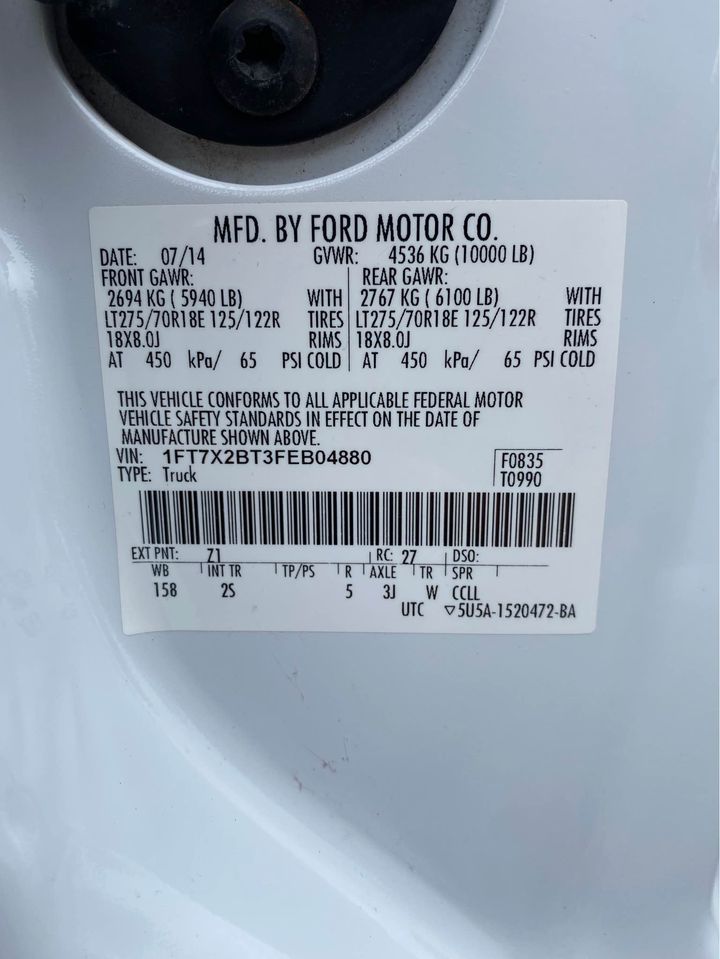 MFD. BY FORD MOTOR CO.
DATE: 07/14 GVWR: 4536 KG (10000 LB)
FRONT GAWR: REAR GAWR:
2694 KG ( 5940 LB) WITH 2767 KG ( 6100 LB) WITH
LT275/70R18E 125/122R TIRES LT275/70R18E 125/122R TIRES
18X8.0J RIMS 18X8.0J RIMS
AT 450 kPa/ 65 PSI COLD AT 450 kPa/ 65 PSI COLD
THIS VEHICLE CONFORMS TO ALL APPLICABLE FEDERAL MOTOR
VEHICLE SAFETY STANDARDS IN EFFECT ON THE DATE OF
MANUFACTURE SHOWN ABOVE.
VIN: 1FT7X2BT3FEB04880 F0835
TYPE: Truck T0990
EXT PNT: Z1 RC: 27 DSO:
WB INT TR TP/PS R AXLE TR SPR
158 2S 5 3J W CCLL
UTC ▽5U5A-1520472-BA